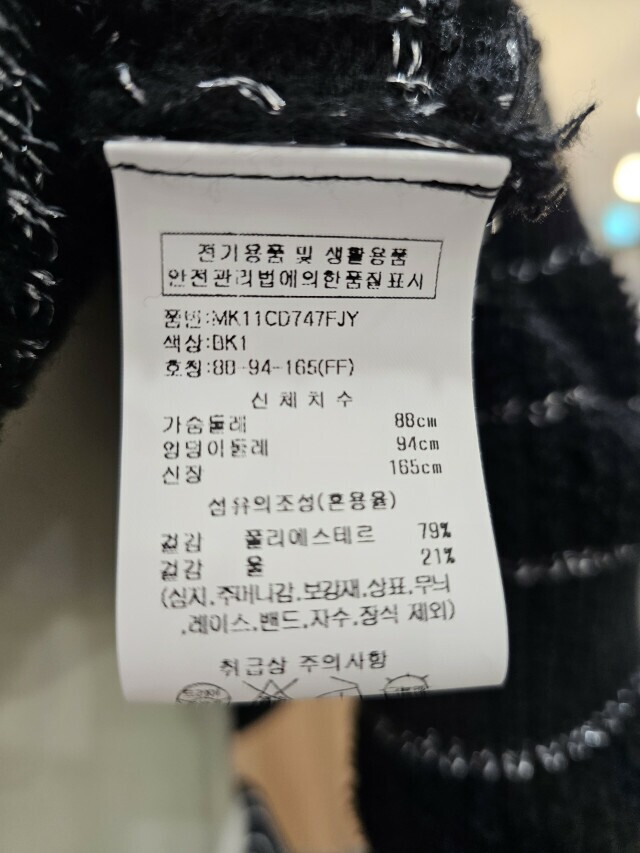 전기용품 및 생활용품
안전관리법에의한품질표시
품번:MK11CD747FJY
색상:BK1
호칭:88-94-165(FF)
신체치수
가슴둘레 88cm
엉덩이둘레 94cm
신장 165cm
섬유의조성(혼용율)
겉감 폴리에스테르 79%
겉감 울 21%
(심지,주머니감,보강재,상표,무늬
,레이스,밴드,자수,장식 제외)
취급상 주의사항
드라이